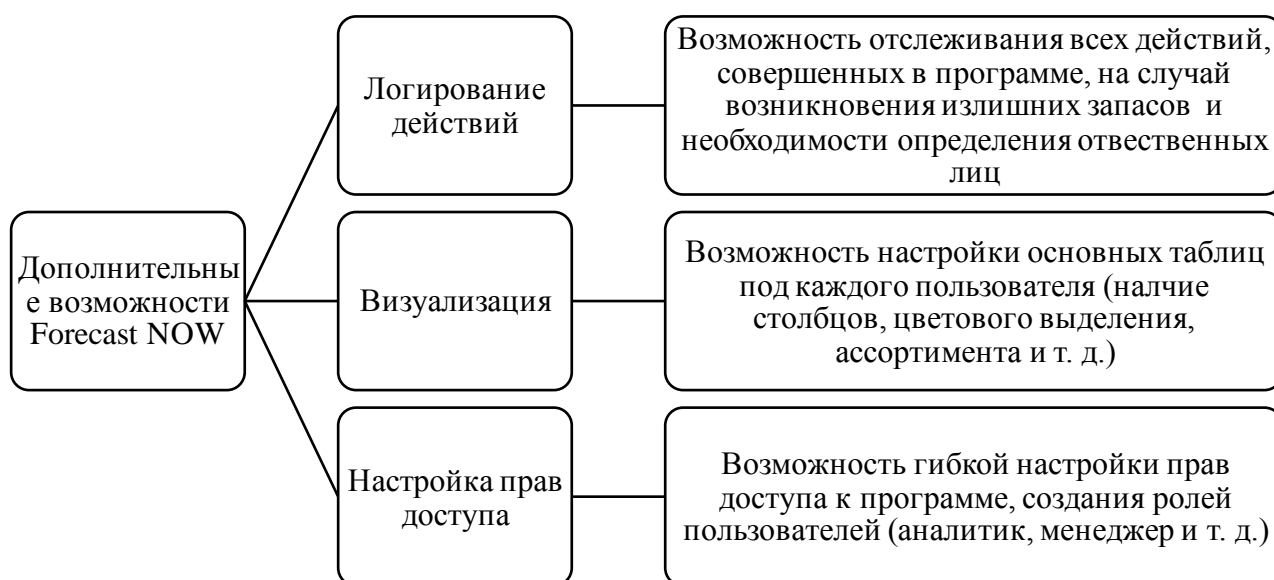 Дополнительны
е возможности
Forecast NOW
Логирование
действий
Возможность отслеживания всех действий,
совершенных в программе, на случай
возникновения излишних запасов и
необходимости определения отвественных
лиц
Визуализация
Возможность настройки основных таблиц
под каждого пользователя (налчие
столбцов, цветового выделения,
ассортимента и т. д.)
Настройка прав
доступа
Возможность гибкой настройки прав
доступа к программе, создания ролей
пользователей (аналитик, менеджер и т. д.)